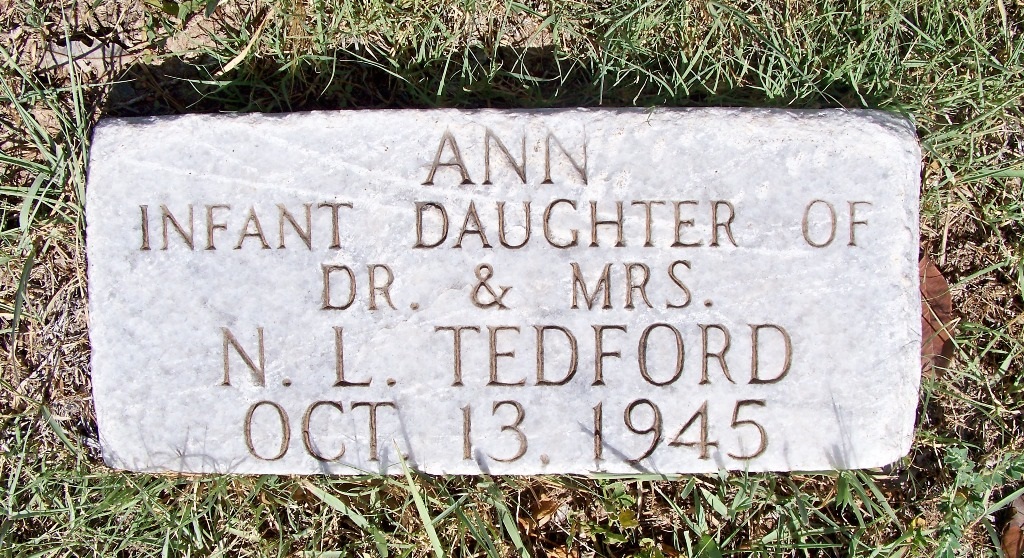 ANN
INFANT DAUGHTER OF
DR. & MRS.
N. L. TEDFORD
OCT. 13, 1945